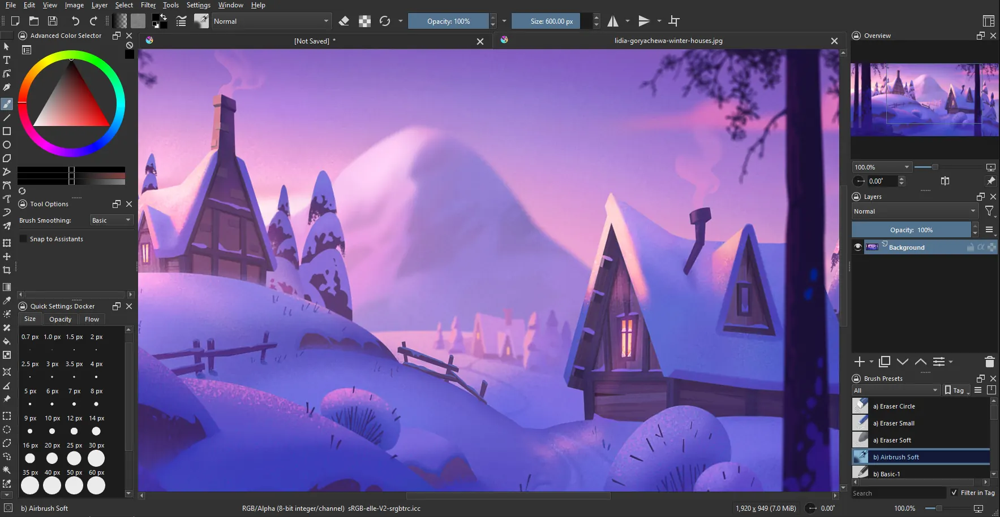 File Edit View Image Layer Select Filter Tools Settings Window Help
Normal
Opacity: 100%
Size: 600.00 px
Advanced Color Selector
[Not Saved] *
lidia-goryachewa-winter-houses.jpg
Overview
100.0%
0.00°
Tool Options
Brush Smoothing: Basic
Snap to Assistants
Layers
Normal
Opacity: 100%
Background
Quick Settings Docker
Size Opacity Flow
0.7 px 1.0 px 1.5 px 2 px
2.5 px 3 px 3.5 px 4 px
5 px 6 px 7 px 8 px
9 px 10 px 12 px 14 px
16 px 20 px 25 px 30 px
35 px 40 px 50 px 60 px
Brush Presets
All
Tag
a) Eraser Circle
a) Eraser Small
a) Eraser Soft
b) Airbrush Soft
b) Basic-1
Search
Filter in Tag
b) Airbrush Soft
RGB/Alpha (8-bit integer/channel) sRGB-elle-V2-srgbtrc.icc
1,920 x 949 (7.0 MiB)
0.00°
100.0%